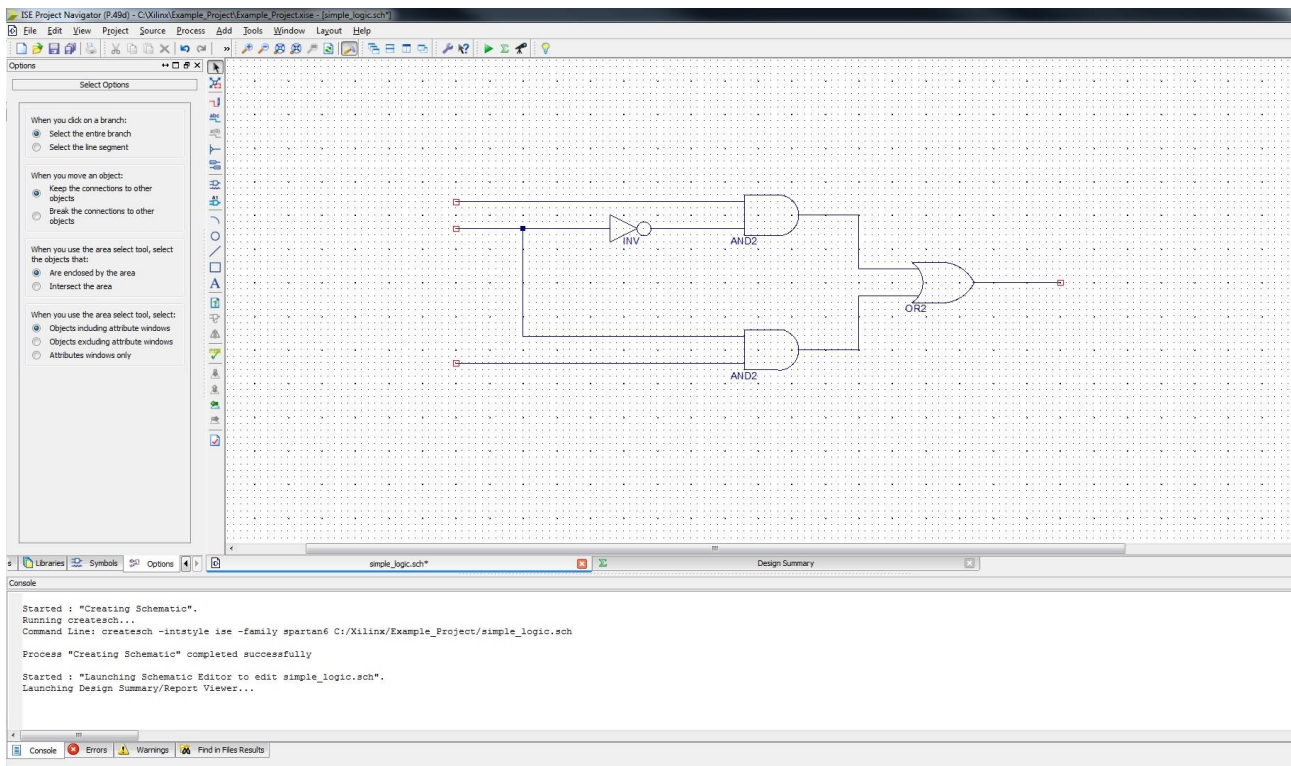 ISE Project Navigator (P.49d) - C:\Xilinx\Example_Project\Example_Project.xise - [simple_logic.sch*]
File Edit View Project Source Process Add Tools Window Layout Help
Options
Select Options
When you click on a branch:
Select the entire branch
Select the line segment
When you move an object:
Keep the connections to other
objects
Break the connections to other
objects
When you use the area select tool, select
the objects that:
Are enclosed by the area
Intersect the area
When you use the area select tool, select:
Objects including attribute windows
Objects excluding attribute windows
Attributes windows only
INV
AND2
OR2
AND2
s Libraries Symbols Options
simple_logic.sch*
Design Summary
Console
Started : "Creating Schematic".
Running createsch...
Command Line: createsch -intstyle ise -family spartan6 C:/Xilinx/Example_Project/simple_logic.sch
Process "Creating Schematic" completed successfully
Started : "Launching Schematic Editor to edit simple_logic.sch".
Launching Design Summary/Report Viewer...
Console Errors Warnings Find in Files Results